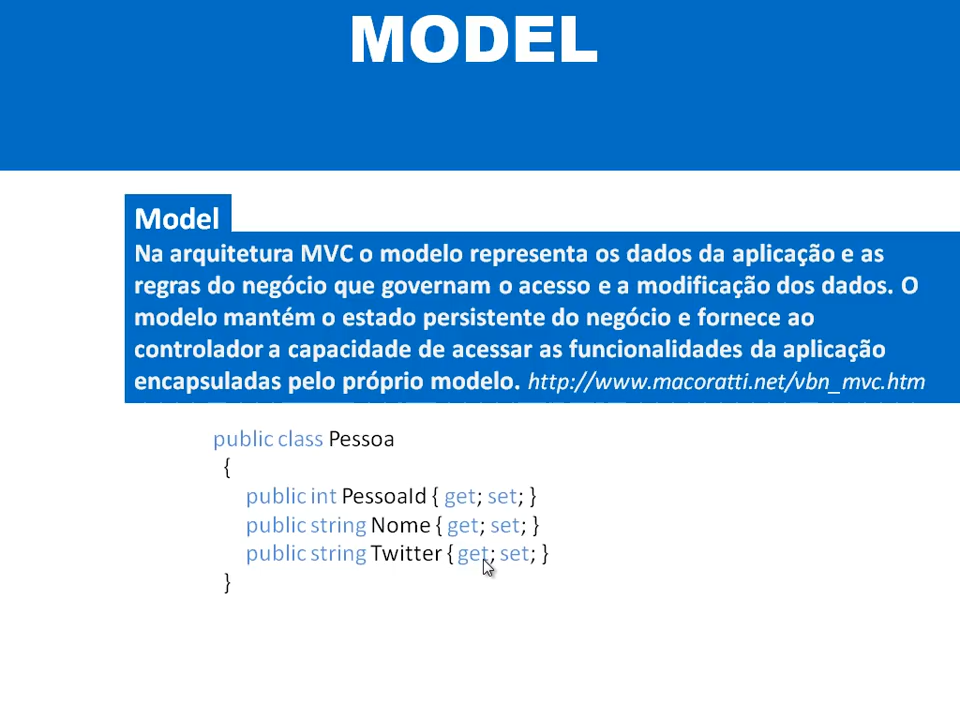 MODEL
Model
Na arquitetura MVC o modelo representa os dados da aplicação e as
regras do negócio que governam o acesso e a modificação dos dados. O
modelo mantém o estado persistente do negócio e fornece ao
controlador a capacidade de acessar as funcionalidades da aplicação
encapsuladas pelo próprio modelo. http://www.macoratti.net/vbn_mvc.htm
public class Pessoa
{
public int PessoaId { get; set; }
public string Nome { get; set; }
public string Twitter { get; set; }
}